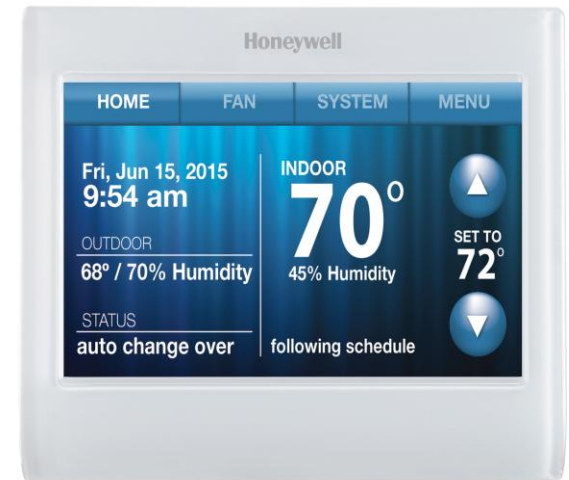 Honeywell
HOME FAN SYSTEM MENU
Fri, Jun 15, 2015
9:54 am
OUTDOOR
68º / 70% Humidity
STATUS
auto change over
INDOOR
70°
45% Humidity
following schedule
SET TO
72°